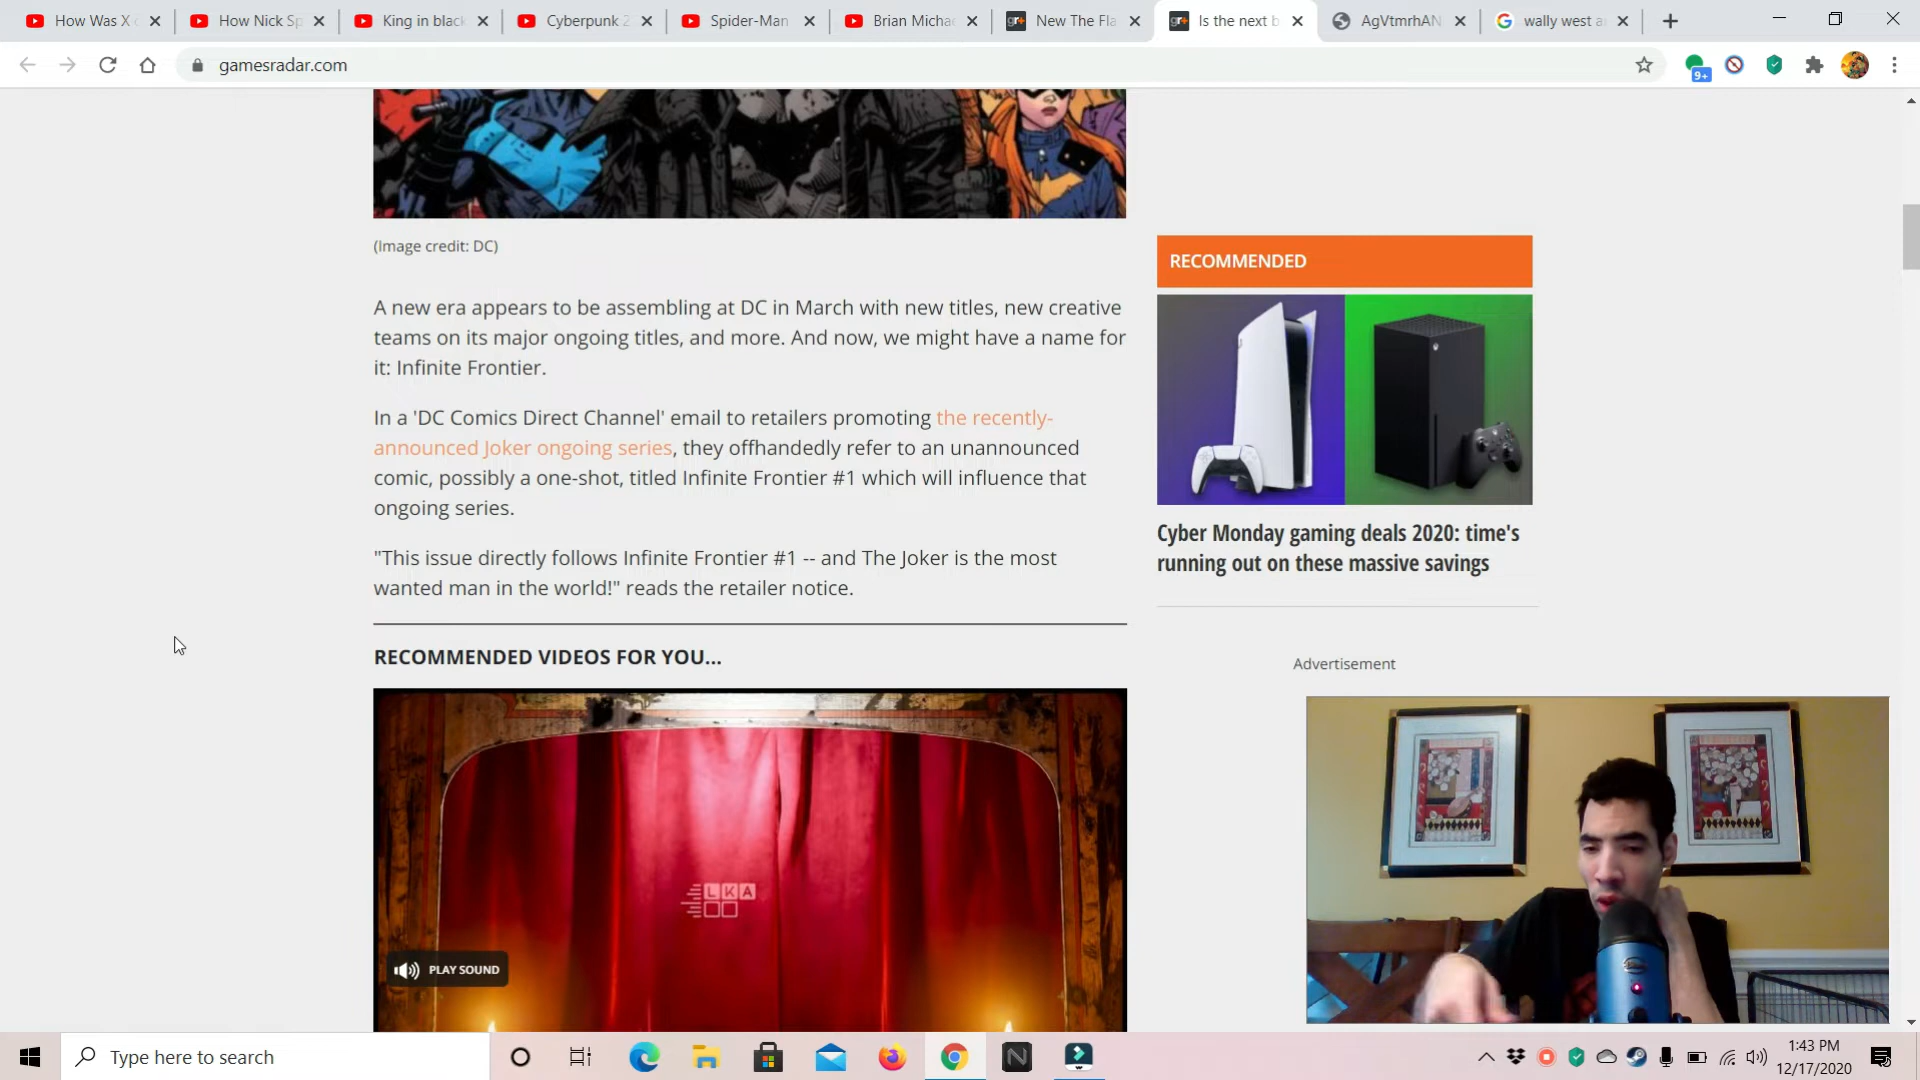 How Was X c
How Nick Sp
King in black
Cyberpunk 2
Spider-Man
Brian Michae
New The Fla
Is the next b
AgVtmrhAN
wally west a
gamesradar.com
9+
(Image credit: DC)
A new era appears to be assembling at DC in March with new titles, new creative
teams on its major ongoing titles, and more. And now, we might have a name for
it: Infinite Frontier.
In a 'DC Comics Direct Channel' email to retailers promoting the recently-
announced Joker ongoing series, they offhandedly refer to an unannounced
comic, possibly a one-shot, titled Infinite Frontier #1 which will influence that
ongoing series.
"This issue directly follows Infinite Frontier #1 -- and The Joker is the most
wanted man in the world!" reads the retailer notice.
RECOMMENDED VIDEOS FOR YOU...
LKA
PLAY SOUND
RECOMMENDED
Cyber Monday gaming deals 2020: time's
running out on these massive savings
Advertisement
Type here to search
1:43 PM
12/17/2020